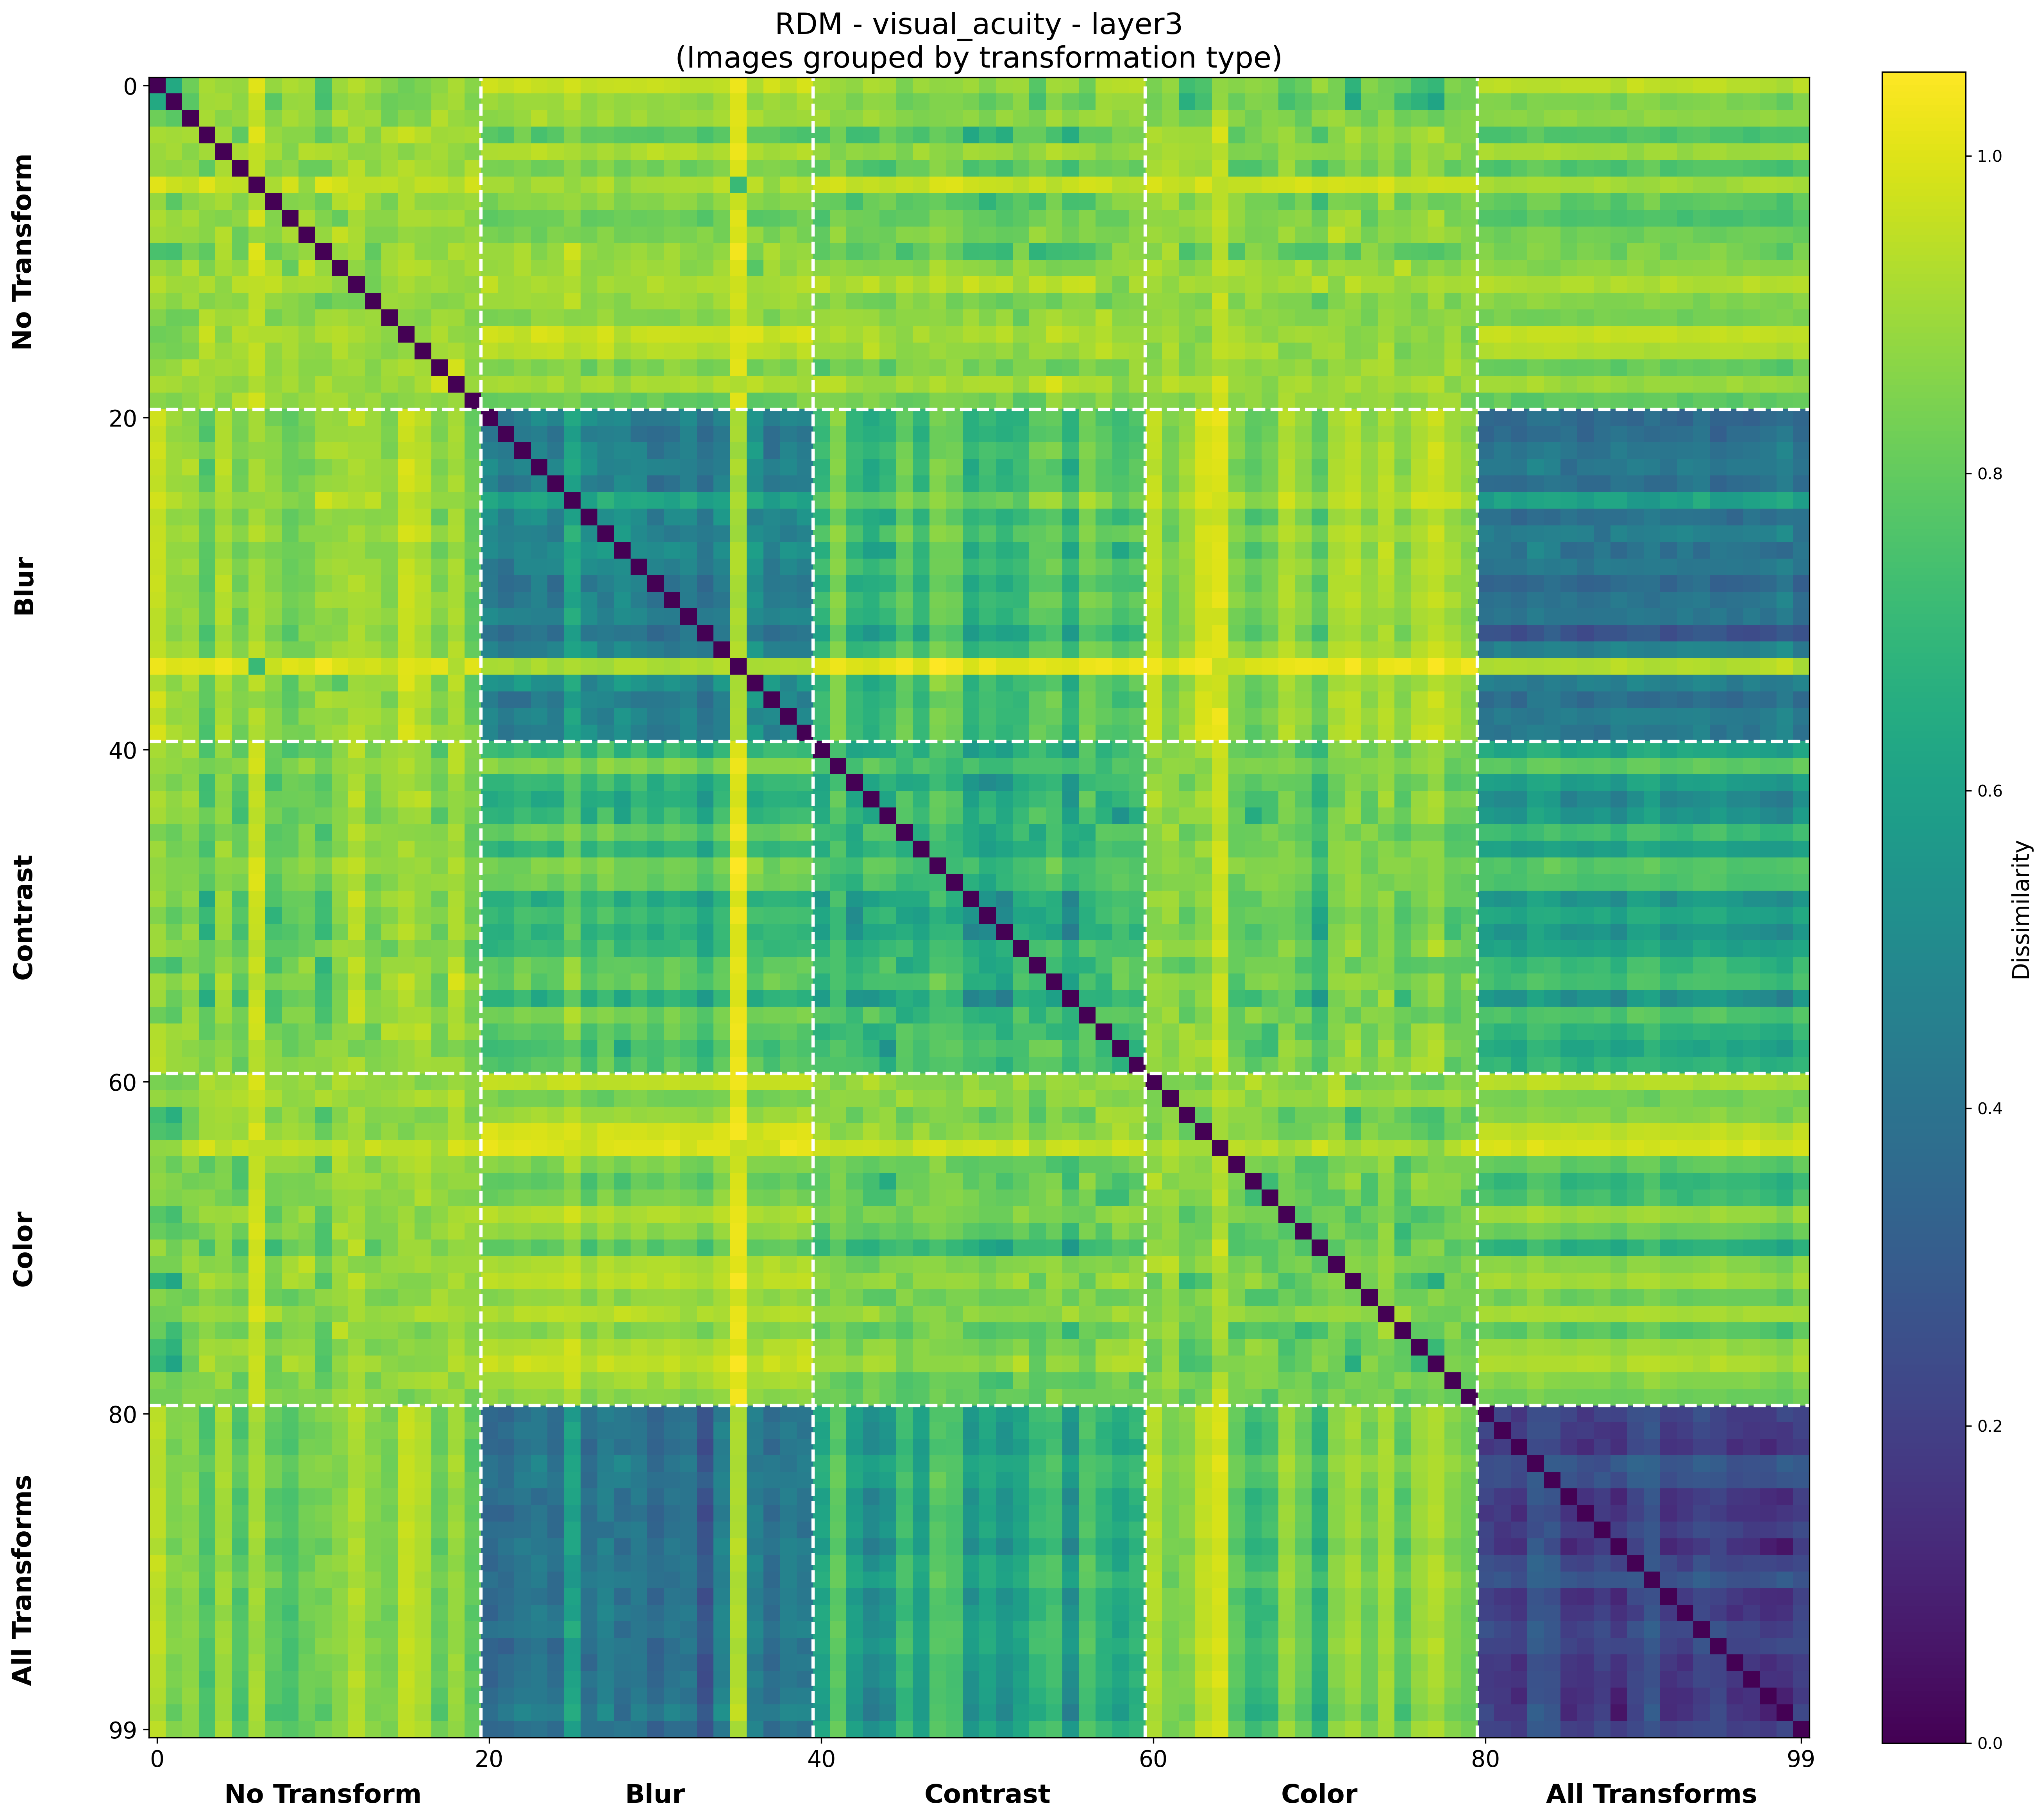 RDM - visual_acuity - layer3
(Images grouped by transformation type)
0
20
40
60
80
99
No Transform
Blur
Contrast
Color
All Transforms
0
20
40
60
80
99
No Transform
Blur
Contrast
Color
All Transforms
1.0
0.8
0.6
0.4
0.2
0.0
Dissimilarity